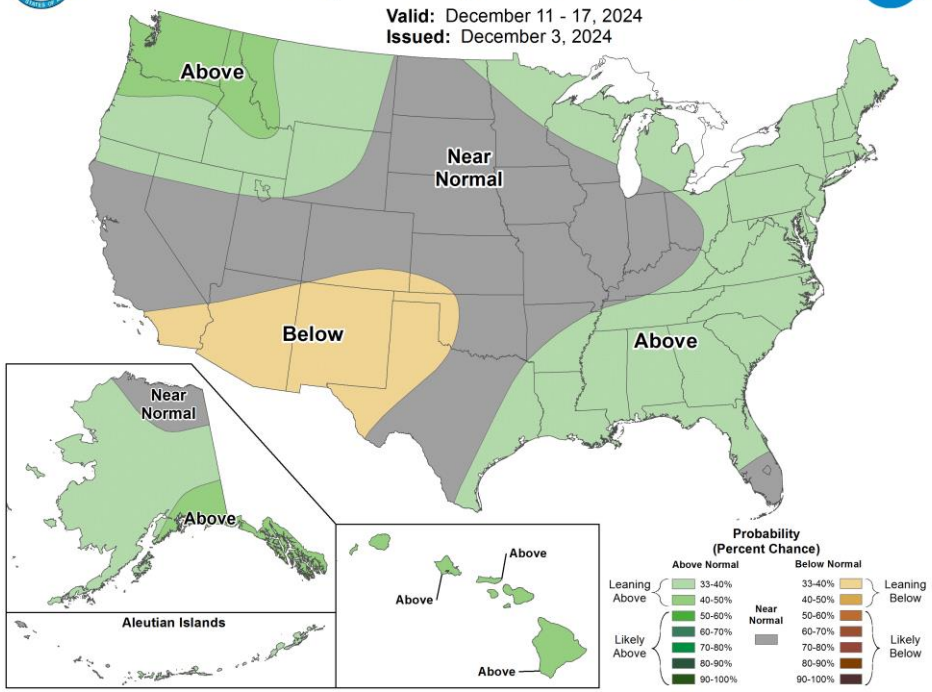 STATES OF
Valid: December 11 - 17, 2024
Issued: December 3, 2024
Above
Near
Normal
Below
Above
Near
Normal
Above
Aleutian Islands
Above
Above
Above
Probability
(Percent Chance)
Above Normal
Below Normal
Leaning
Above
33-40%
40-50%
Likely
Above
50-60%
60-70%
70-80%
80-90%
90-100%
Near
Normal
33-40%
40-50%
Leaning
Below
50-60%
60-70%
70-80%
80-90%
90-100%
Likely
Below